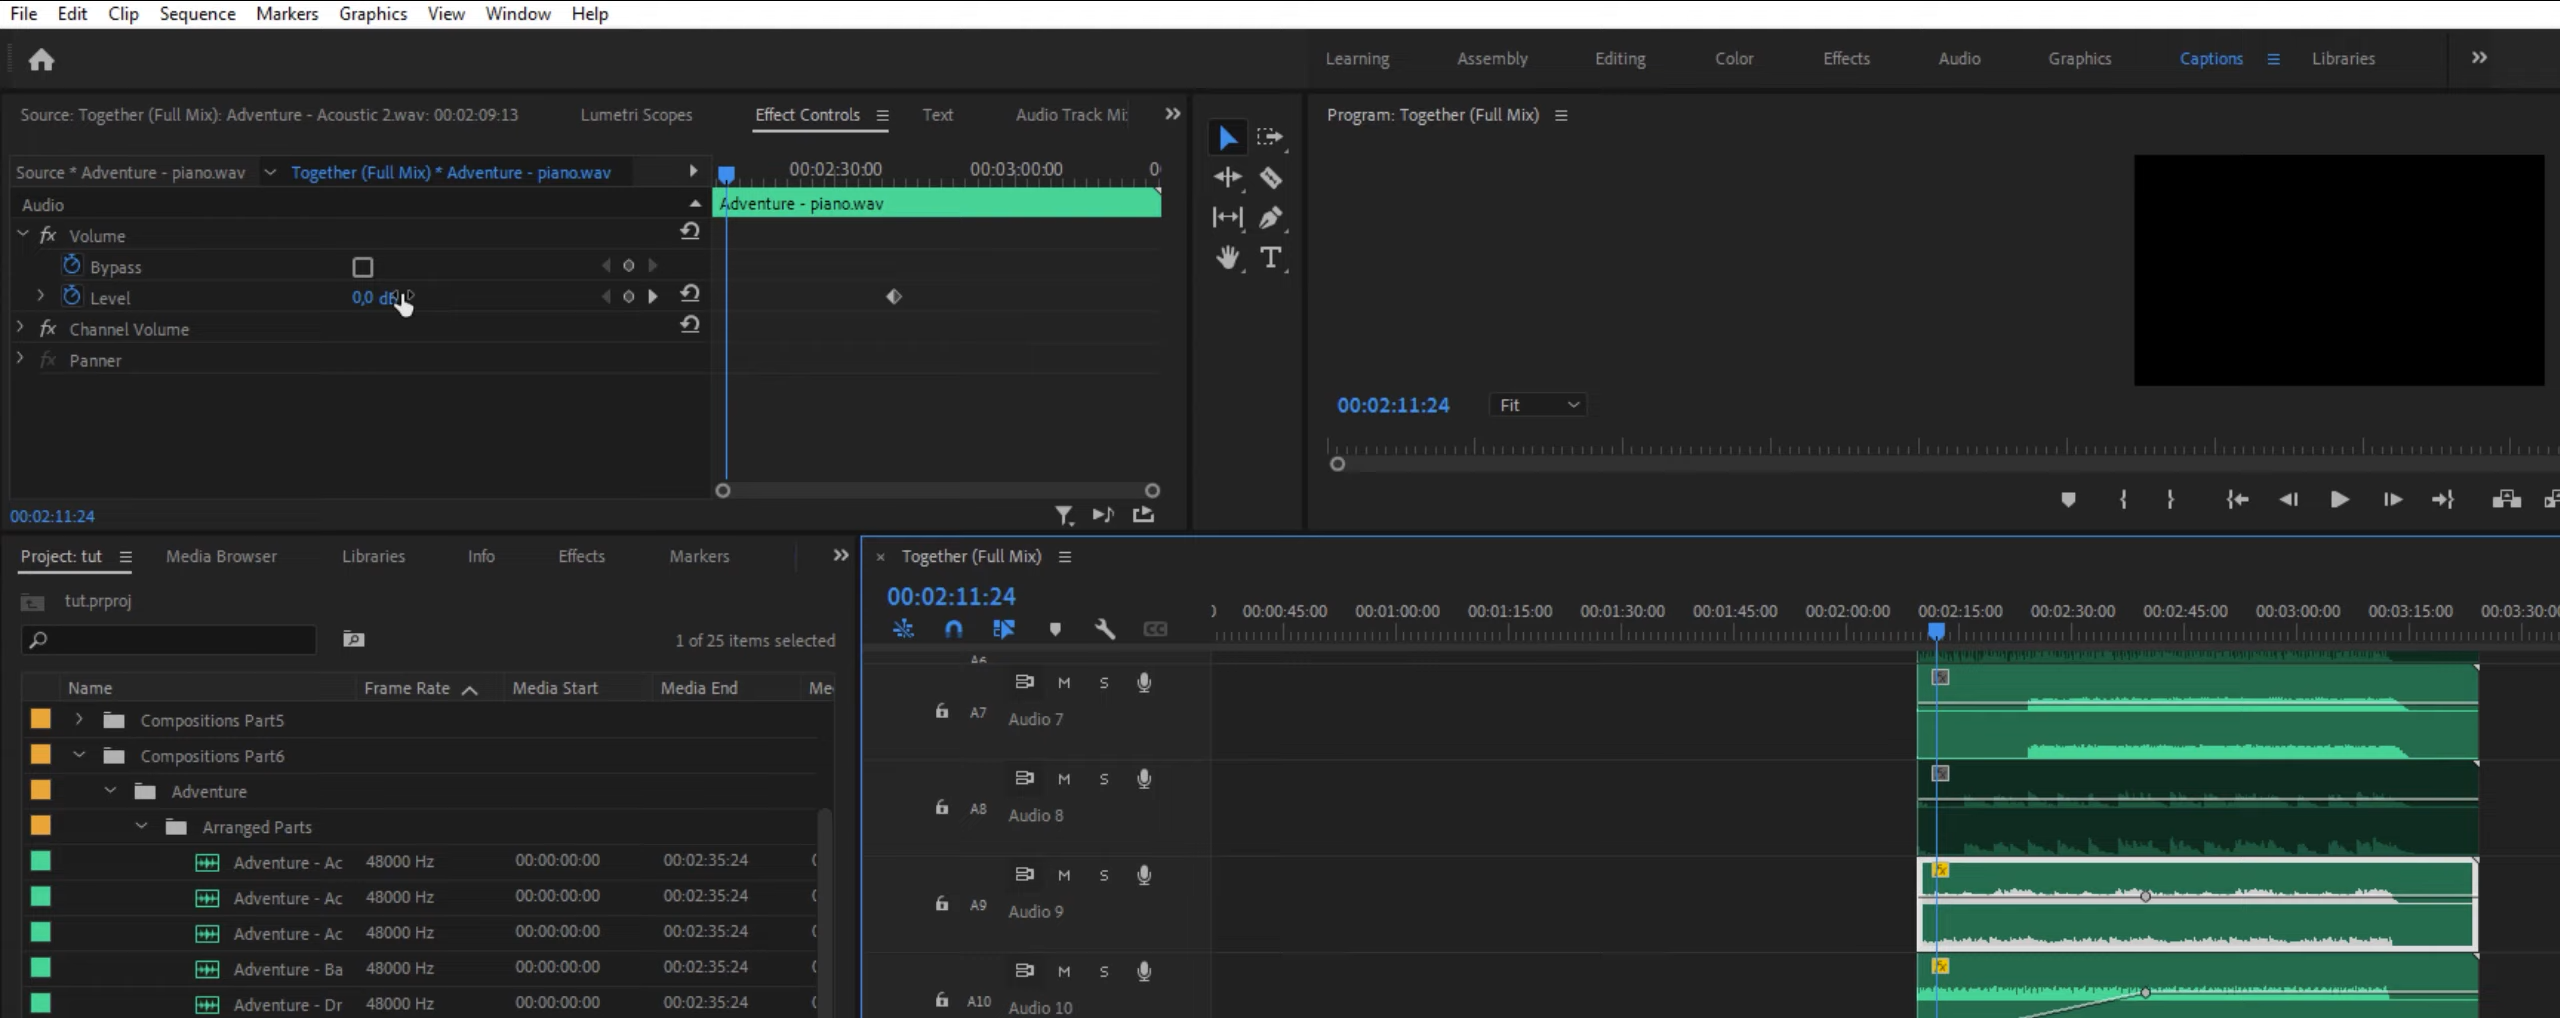 File Edit Clip Sequence Markers Graphics View Window Help
Learning Assembly Editing Color Effects Audio Graphics Captions Libraries
Source: Together (Full Mix): Adventure - Acoustic 2.wav: 00:02:09:13 Lumetri Scopes Effect Controls Text Audio Track Mi
Program: Together (Full Mix)
Source * Adventure - piano.wav Together (Full Mix) * Adventure - piano.wav 00:02:30:00 00:03:00:00 0
Audio Adventure - piano.wav
fx Volume
Bypass
Level 0,0 dB
fx Channel Volume
fx Panner
T
00:02:11:24 Fit
00:02:11:24
Project: tut Media Browser Libraries Info Effects Markers
tut.prproj
1 of 25 items selected
Name Frame Rate Media Start Media End Me
Compositions Part5
Compositions Part6
Adventure
Arranged Parts
Adventure - Ac 48000 Hz 00:00:00:00 00:02:35:24
Adventure - Ac 48000 Hz 00:00:00:00 00:02:35:24
Adventure - Ac 48000 Hz 00:00:00:00 00:02:35:24
Adventure - Ba 48000 Hz 00:00:00:00 00:02:35:24
Adventure - Dr 48000 Hz 00:00:00:00 00:02:35:24
× Together (Full Mix)
00:02:11:24
CC
00:00:45:00 00:01:00:00 00:01:15:00 00:01:30:00 00:01:45:00 00:02:00:00 00:02:15:00 00:02:30:00 00:02:45:00 00:03:00:00 00:03:15:00 00:03:30:00
A6
M S
A7 Audio 7
fx
M S
A8 Audio 8
fx
M S
A9 Audio 9
fx
M S
A10 Audio 10
fx